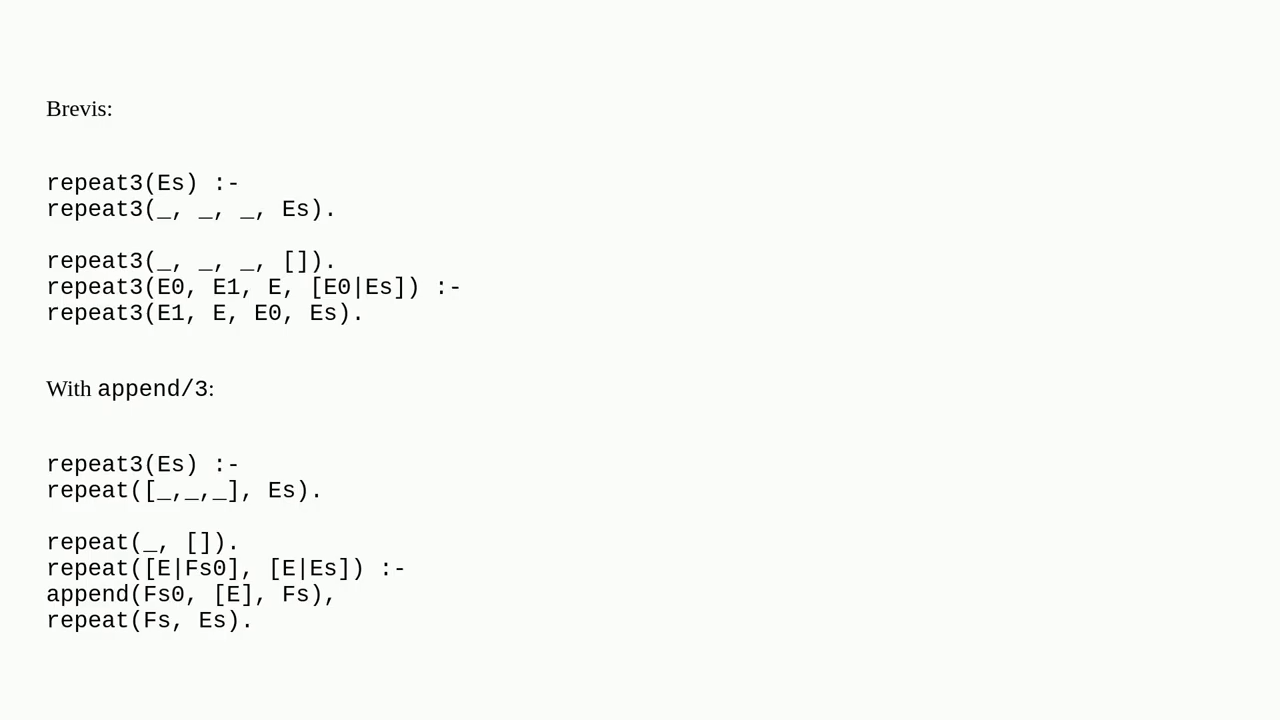 Brevis:
repeat3(Es) :-
repeat3(_, _, _, Es).
repeat3(_, _, _, []).
repeat3(E0, E1, E, [E0|Es]) :-
repeat3(E1, E, E0, Es).
With append/3:
repeat3(Es) :-
repeat([_,_,_], Es).
repeat(_, []).
repeat([E|Fs0], [E|Es]) :-
append(Fs0, [E], Fs),
repeat(Fs, Es).